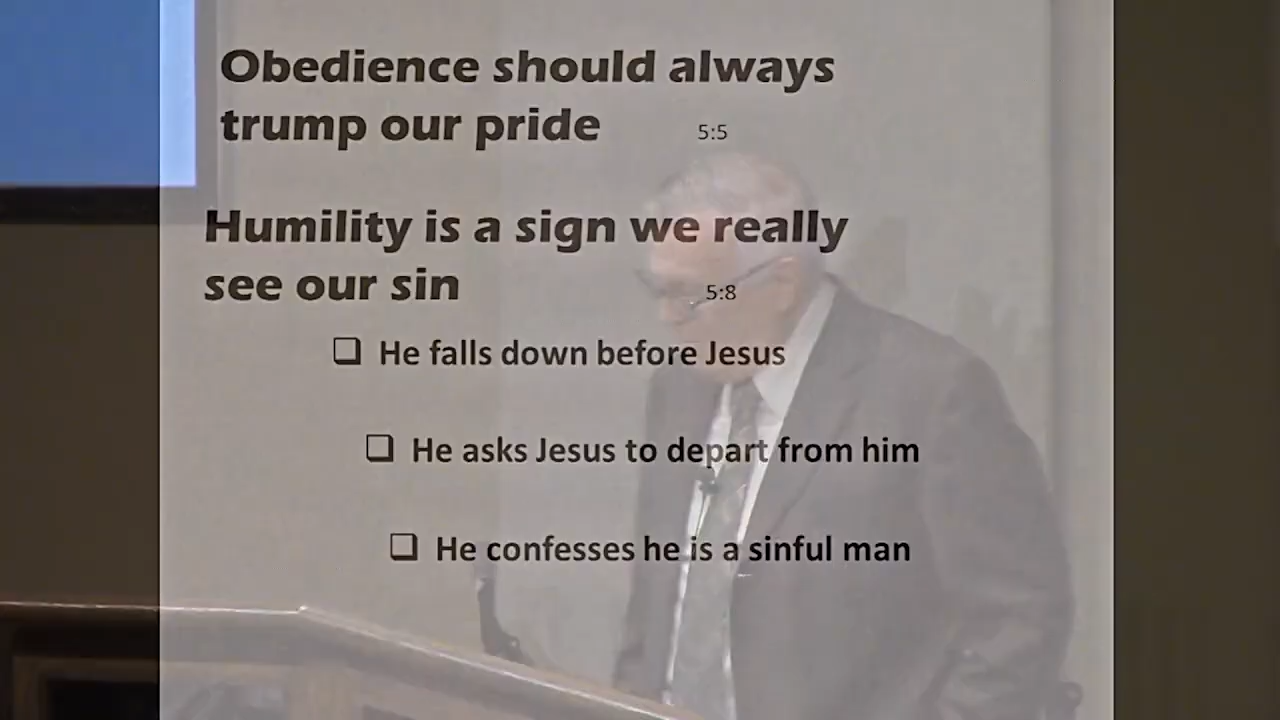 Obedience should always
trump our pride 5:5
Humility is a sign we really
see our sin 5:8
❑ He falls down before Jesus
❑ He asks Jesus to depart from him
❑ He confesses he is a sinful man